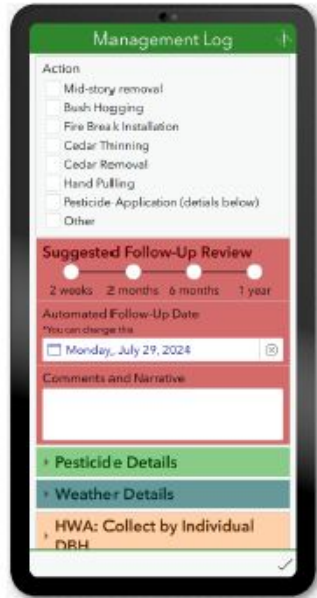 Management Log
Action
Mid-story removal
Bush Hogging
Fire Break Installation
Cedar Thinning
Cedar Removal
Hand Pulling
Pesticide Application (detials below)
Other
Suggested Follow-Up Review
2 weeks 2 months 6 months 1 year
Automated Follow-Up Date
*You can change this
Monday, July 29, 2024
Comments and Narrative
Pesticide Details
Weather Details
HWA: Collect by Individual
DBH